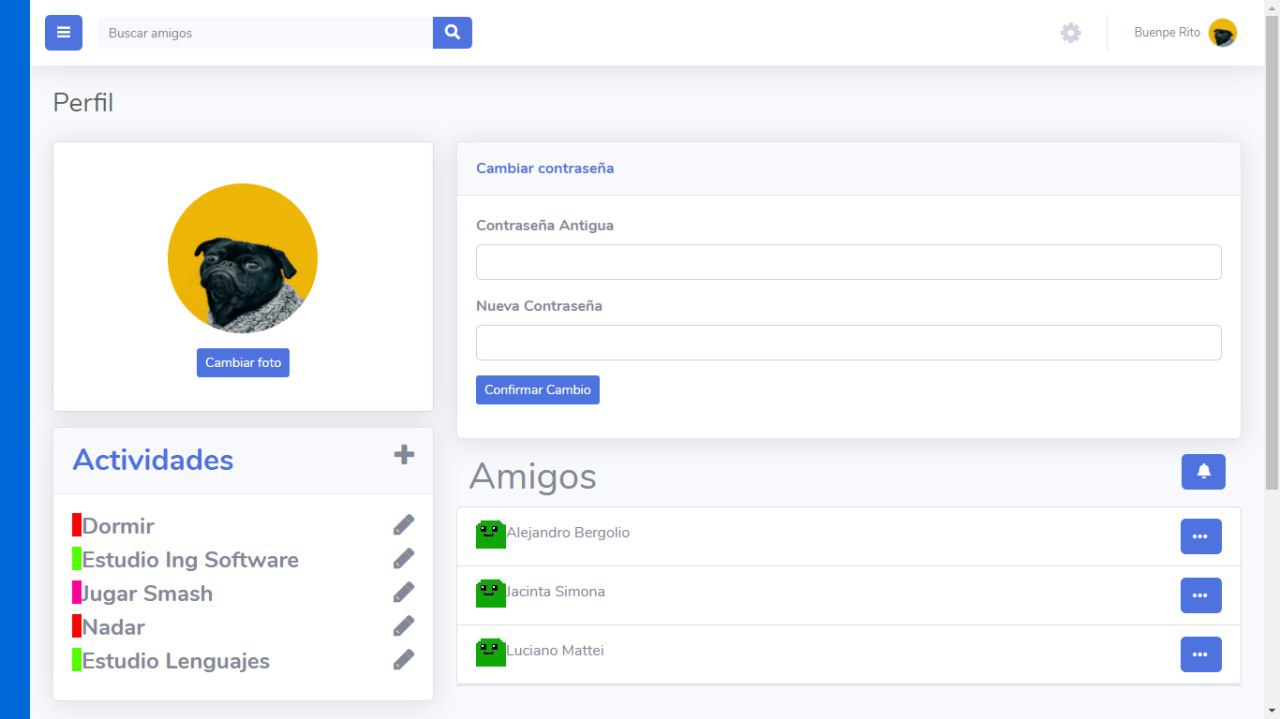 Buscar amigos
Buenpe Rito
Perfil
Cambiar foto
Cambiar contraseña
Contraseña Antigua
Nueva Contraseña
Confirmar Cambio
Actividades
Dormir
Estudio Ing Software
Jugar Smash
Nadar
Estudio Lenguajes
Amigos
Alejandro Bergolio
Jacinta Simona
Luciano Mattei